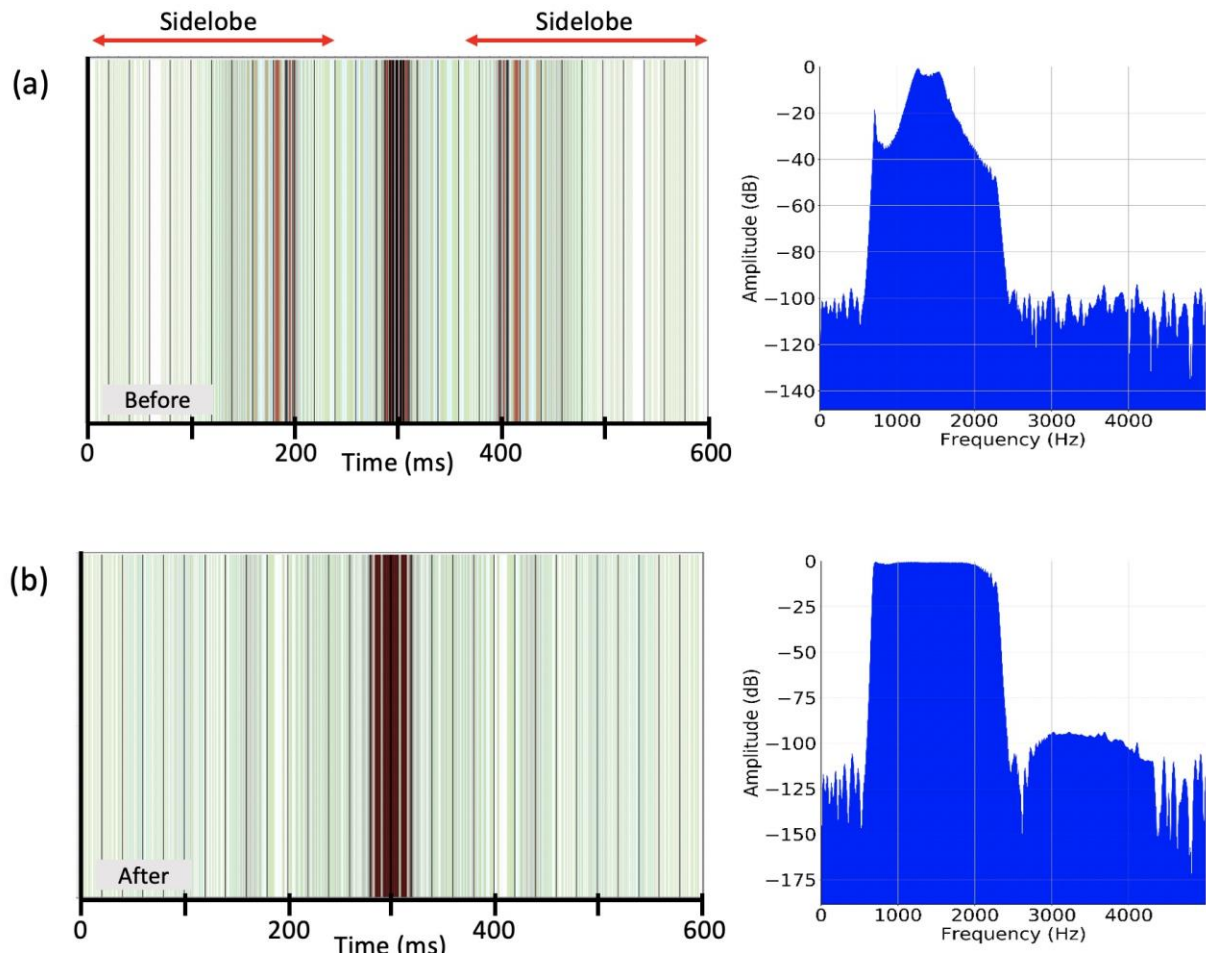 Sidelobe Sidelobe
(a)
Before
0 200 400 600
Time (ms)
0
−20
−40
−60
−80
−100
−120
−140
Amplitude (dB)
0 1000 2000 3000 4000
Frequency (Hz)
(b)
After
0 200 400 600
Time (ms)
0
−25
−50
−75
−100
−125
−150
−175
Amplitude (dB)
0 1000 2000 3000 4000
Frequency (Hz)